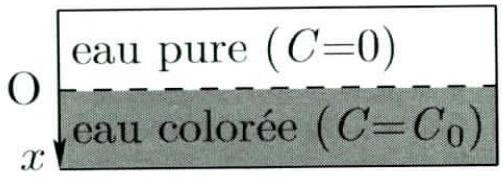 eau pure (C=0)
O
eau colorée (C=C₀)
x